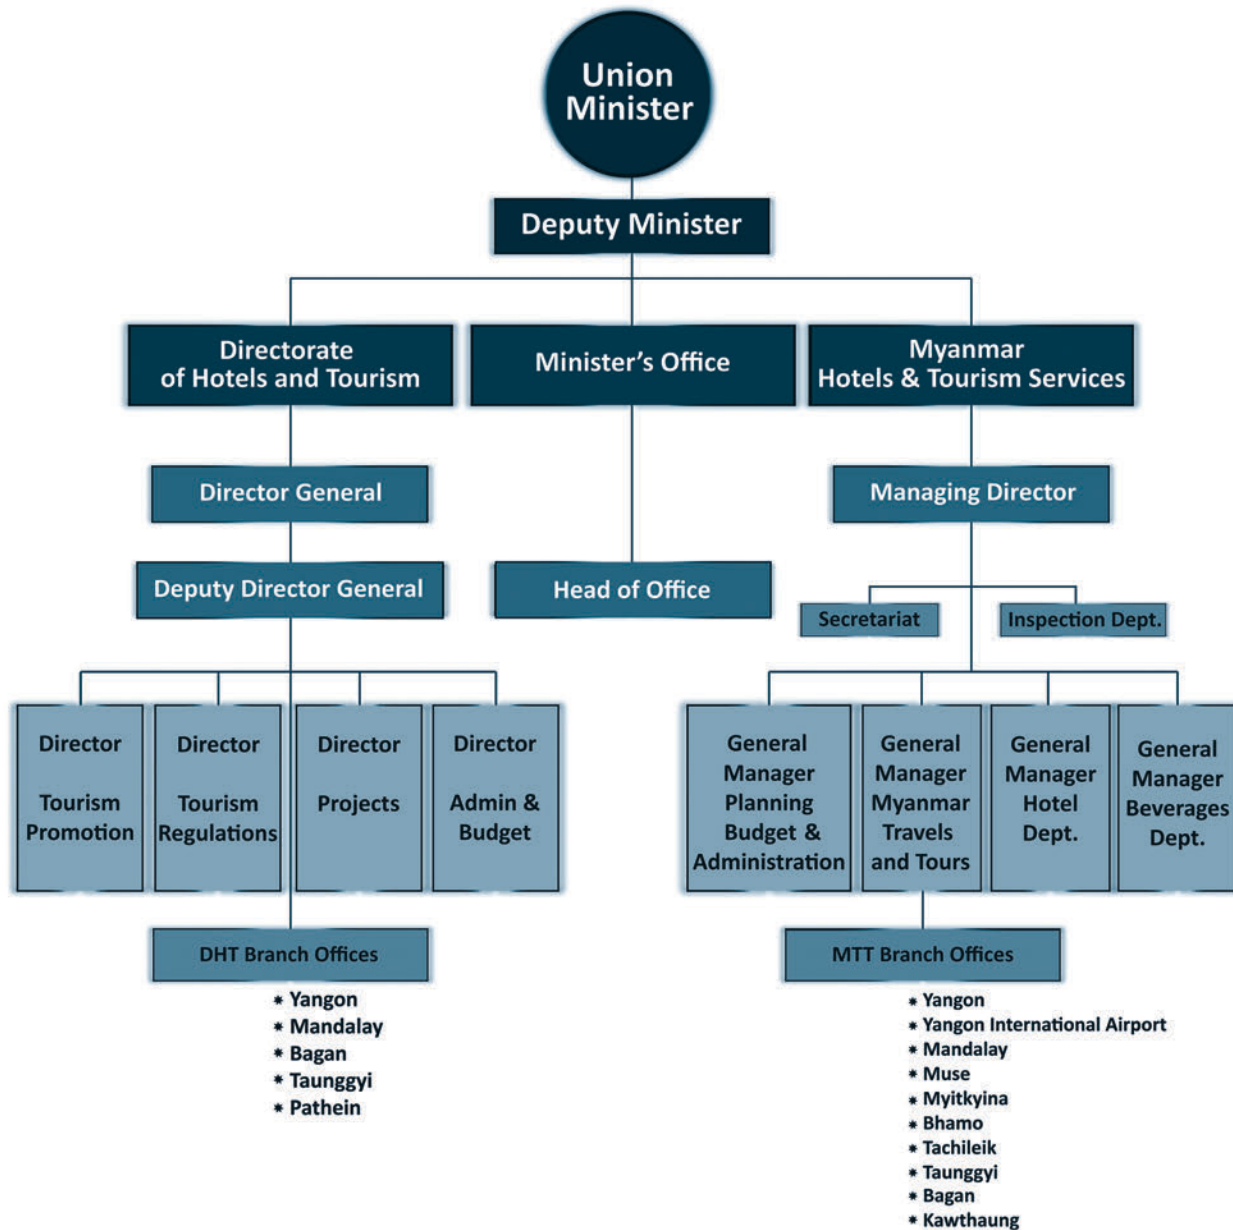 Union
Minister
Deputy Minister
Directorate
of Hotels and Tourism
Minister's Office
Myanmar
Hotels & Tourism Services
Director General
Managing Director
Deputy Director General
Head of Office
Secretariat
Inspection Dept.
Director
Tourism
Promotion
Director
Tourism
Regulations
Director
Projects
Director
Admin &
Budget
General
Manager
Planning
Budget &
Administration
General
Manager
Myanmar
Travels
and Tours
General
Manager
Hotel
Dept.
General
Manager
Beverages
Dept.
DHT Branch Offices
* Yangon
* Mandalay
* Bagan
* Taunggyi
* Pathein
MTT Branch Offices
* Yangon
* Yangon International Airport
* Mandalay
* Muse
* Myitkyina
* Bhamo
* Tachileik
* Taunggyi
* Bagan
* Kawthaung